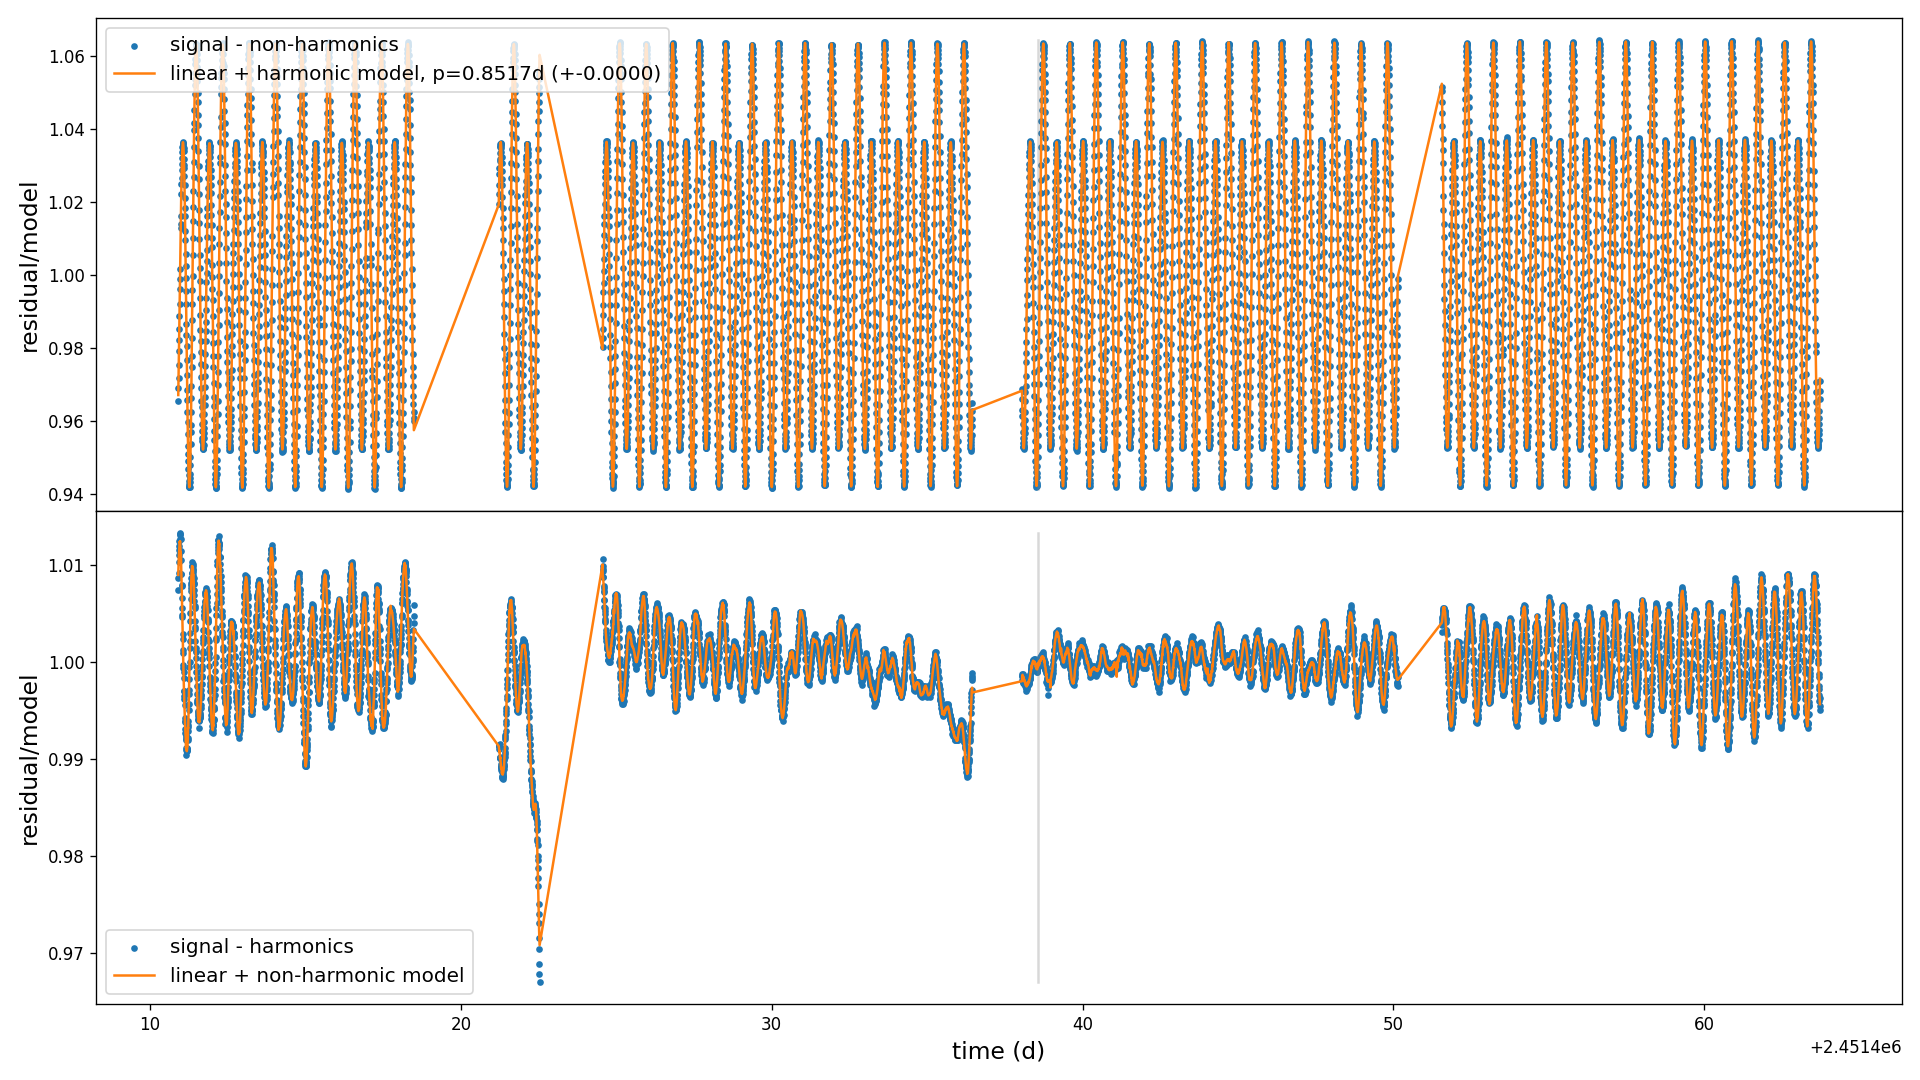 signal - non-harmonics
linear + harmonic model, p=0.8517d (+-0.0000)
1.06
1.04
1.02
1.00
0.98
0.96
0.94
residual/model
1.01
1.00
0.99
0.98
0.97
residual/model
signal - harmonics
linear + non-harmonic model
10 20 30 40 50 60
time (d)
+2.4514e6